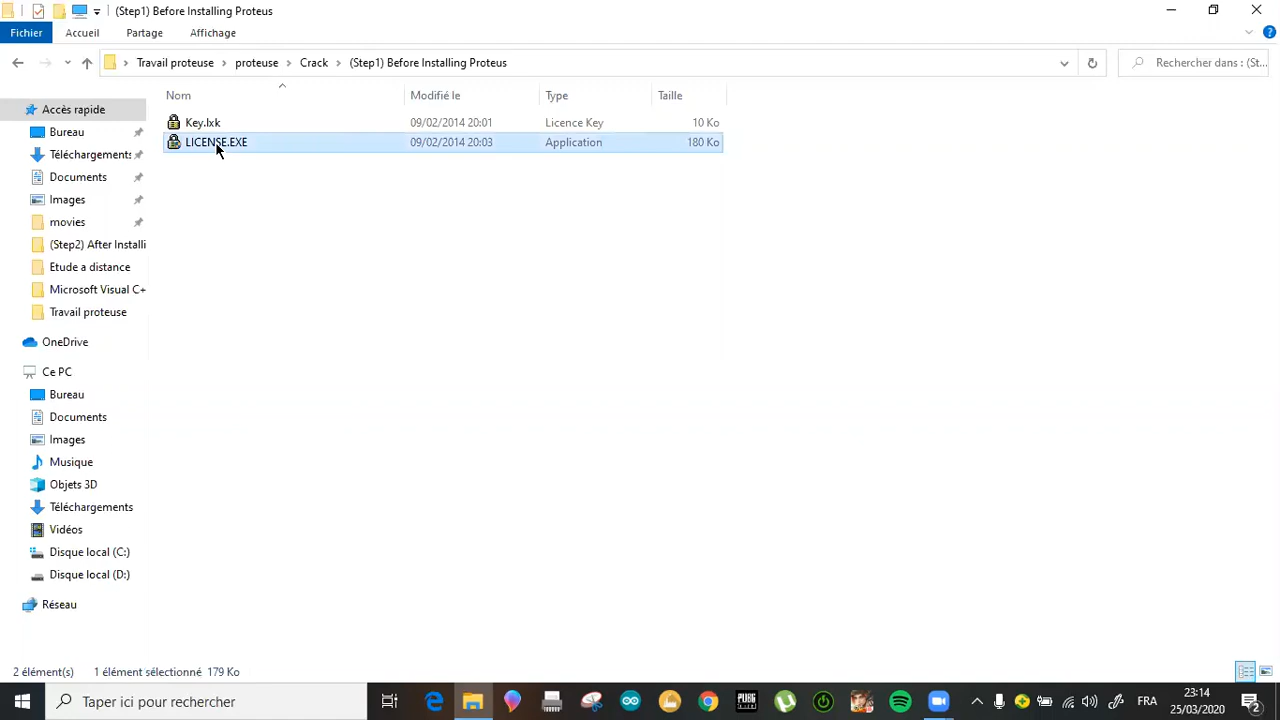 (Step1) Before Installing Proteus
Fichier Accueil Partage Affichage
Travail proteuse proteuse Crack (Step1) Before Installing Proteus Rechercher dans : (St...
Nom Modifié le Type Taille
Key.lxk 09/02/2014 20:01 Licence Key 10 Ko
LICENSE.EXE 09/02/2014 20:03 Application 180 Ko
Accès rapide
Bureau
Téléchargements
Documents
Images
movies
(Step2) After Installi
Etude a distance
Microsoft Visual C+
Travail proteuse
OneDrive
Ce PC
Bureau
Documents
Images
Musique
Objets 3D
Téléchargements
Vidéos
Disque local (C:)
Disque local (D:)
Réseau
2 élément(s) 1 élément sélectionné 179 Ko
Taper ici pour rechercher
FRA
23:14
25/03/2020
2